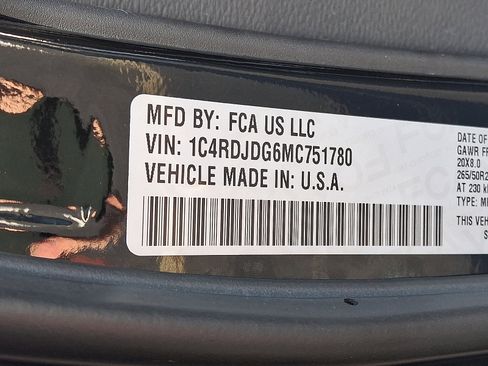 MFD BY: FCA US LLC
VIN: 1C4RDJDG6MC751780
VEHICLE MADE IN: U.S.A.
DATE OF
GAWR FR
20X8.0
265/50R2
AT 230 k
TYPE: M
THIS VEH
S